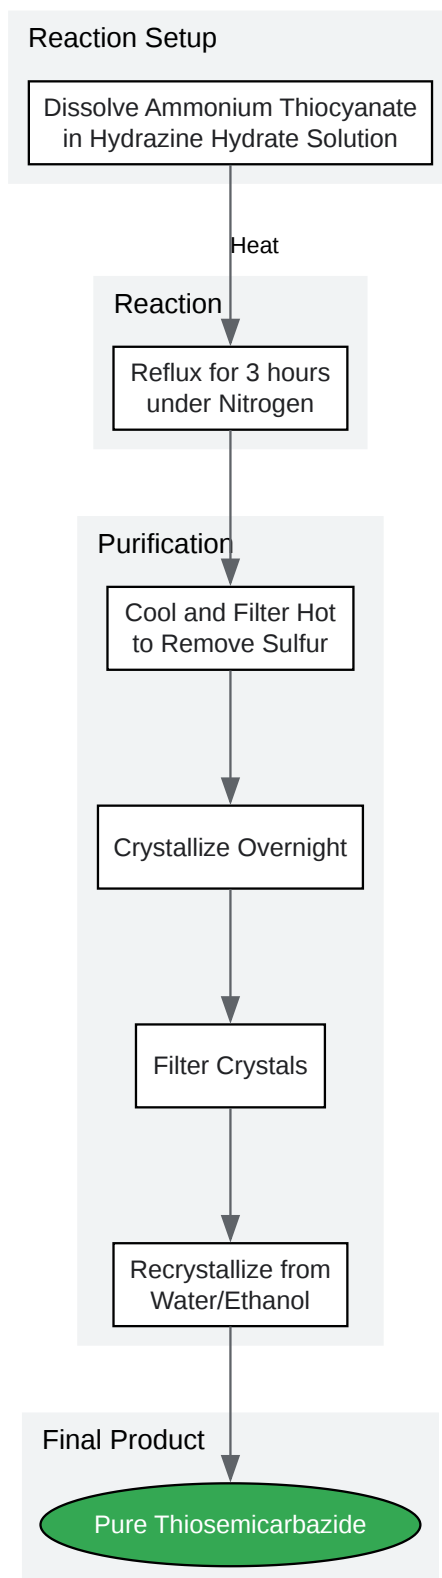 Reaction Setup
Dissolve Ammonium Thiocyanate
in Hydrazine Hydrate Solution
Heat
Reaction
Reflux for 3 hours
under Nitrogen
Purification
Cool and Filter Hot
to Remove Sulfur
Crystallize Overnight
Filter Crystals
Recrystallize from
Water/Ethanol
Final Product
Pure Thiosemicarbazide